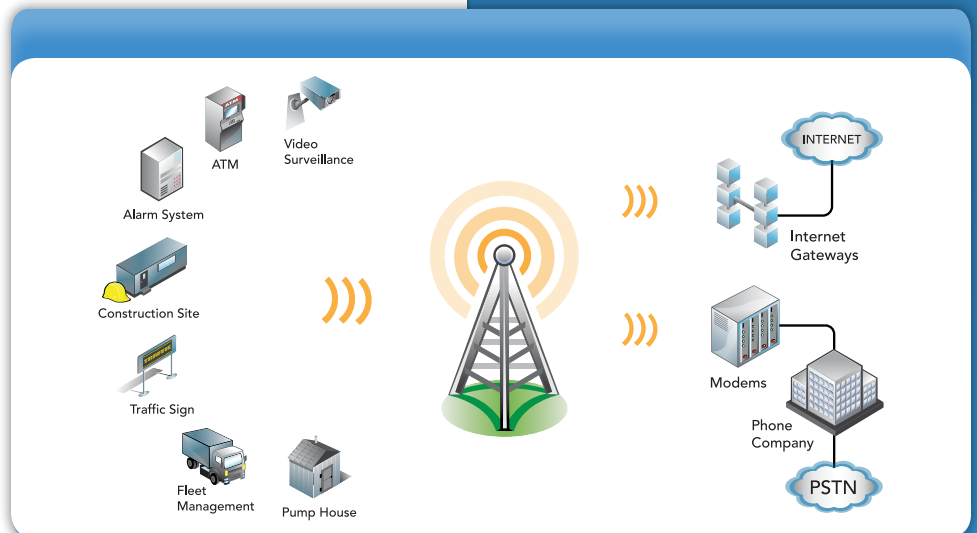 ATM
ATM
Video
Surveillance
Alarm System
Construction Site
Traffic Sign
Fleet
Management
Pump House
INTERNET
Internet
Gateways
Modems
Phone
Company
PSTN